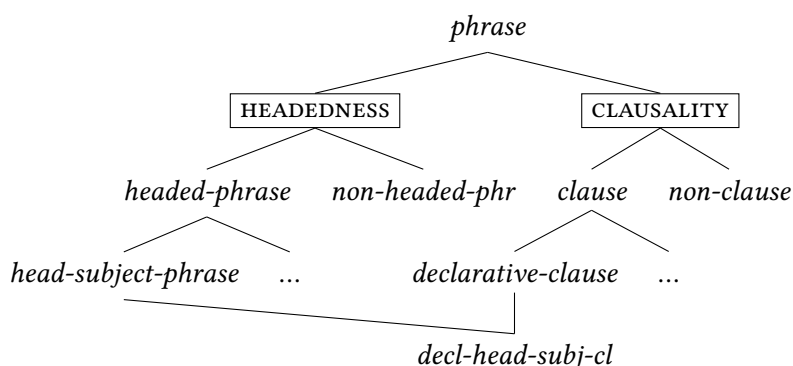 phrase
HEADEDNESS CLAUSALITY
headed-phrase non-headed-phr clause non-clause
head-subject-phrase ... declarative-clause ...
decl-head-subj-cl